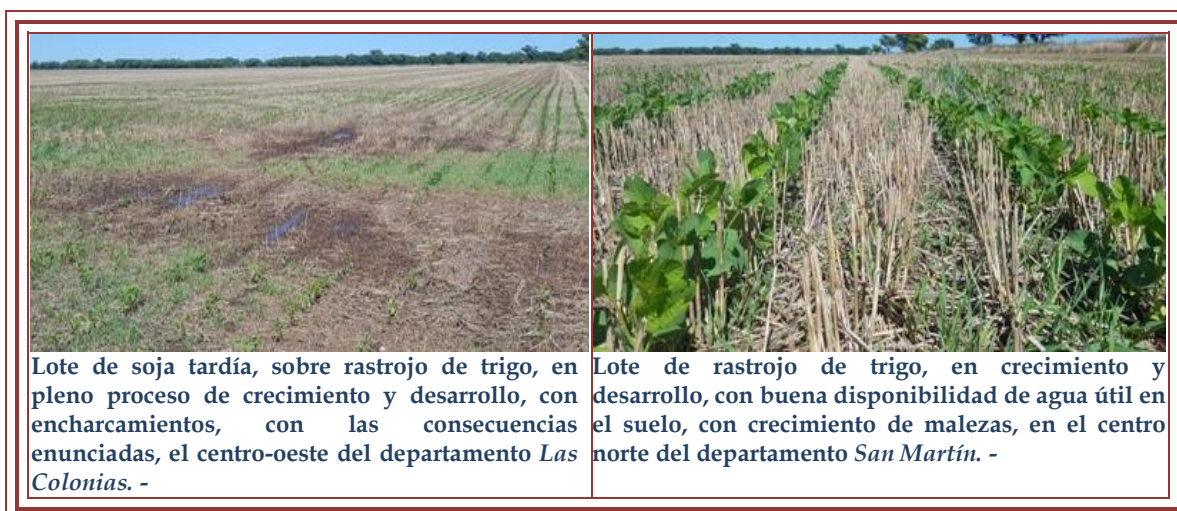 Lote de soja tardía, sobre rastrojo de trigo, en
pleno proceso de crecimiento y desarrollo, con
encharcamientos, con las consecuencias
enunciadas, el centro-oeste del departamento Las
Colonias. -
Lote de rastrojo de trigo, en crecimiento y
desarrollo, con buena disponibilidad de agua útil en
el suelo, con crecimiento de malezas, en el centro
norte del departamento San Martín. -